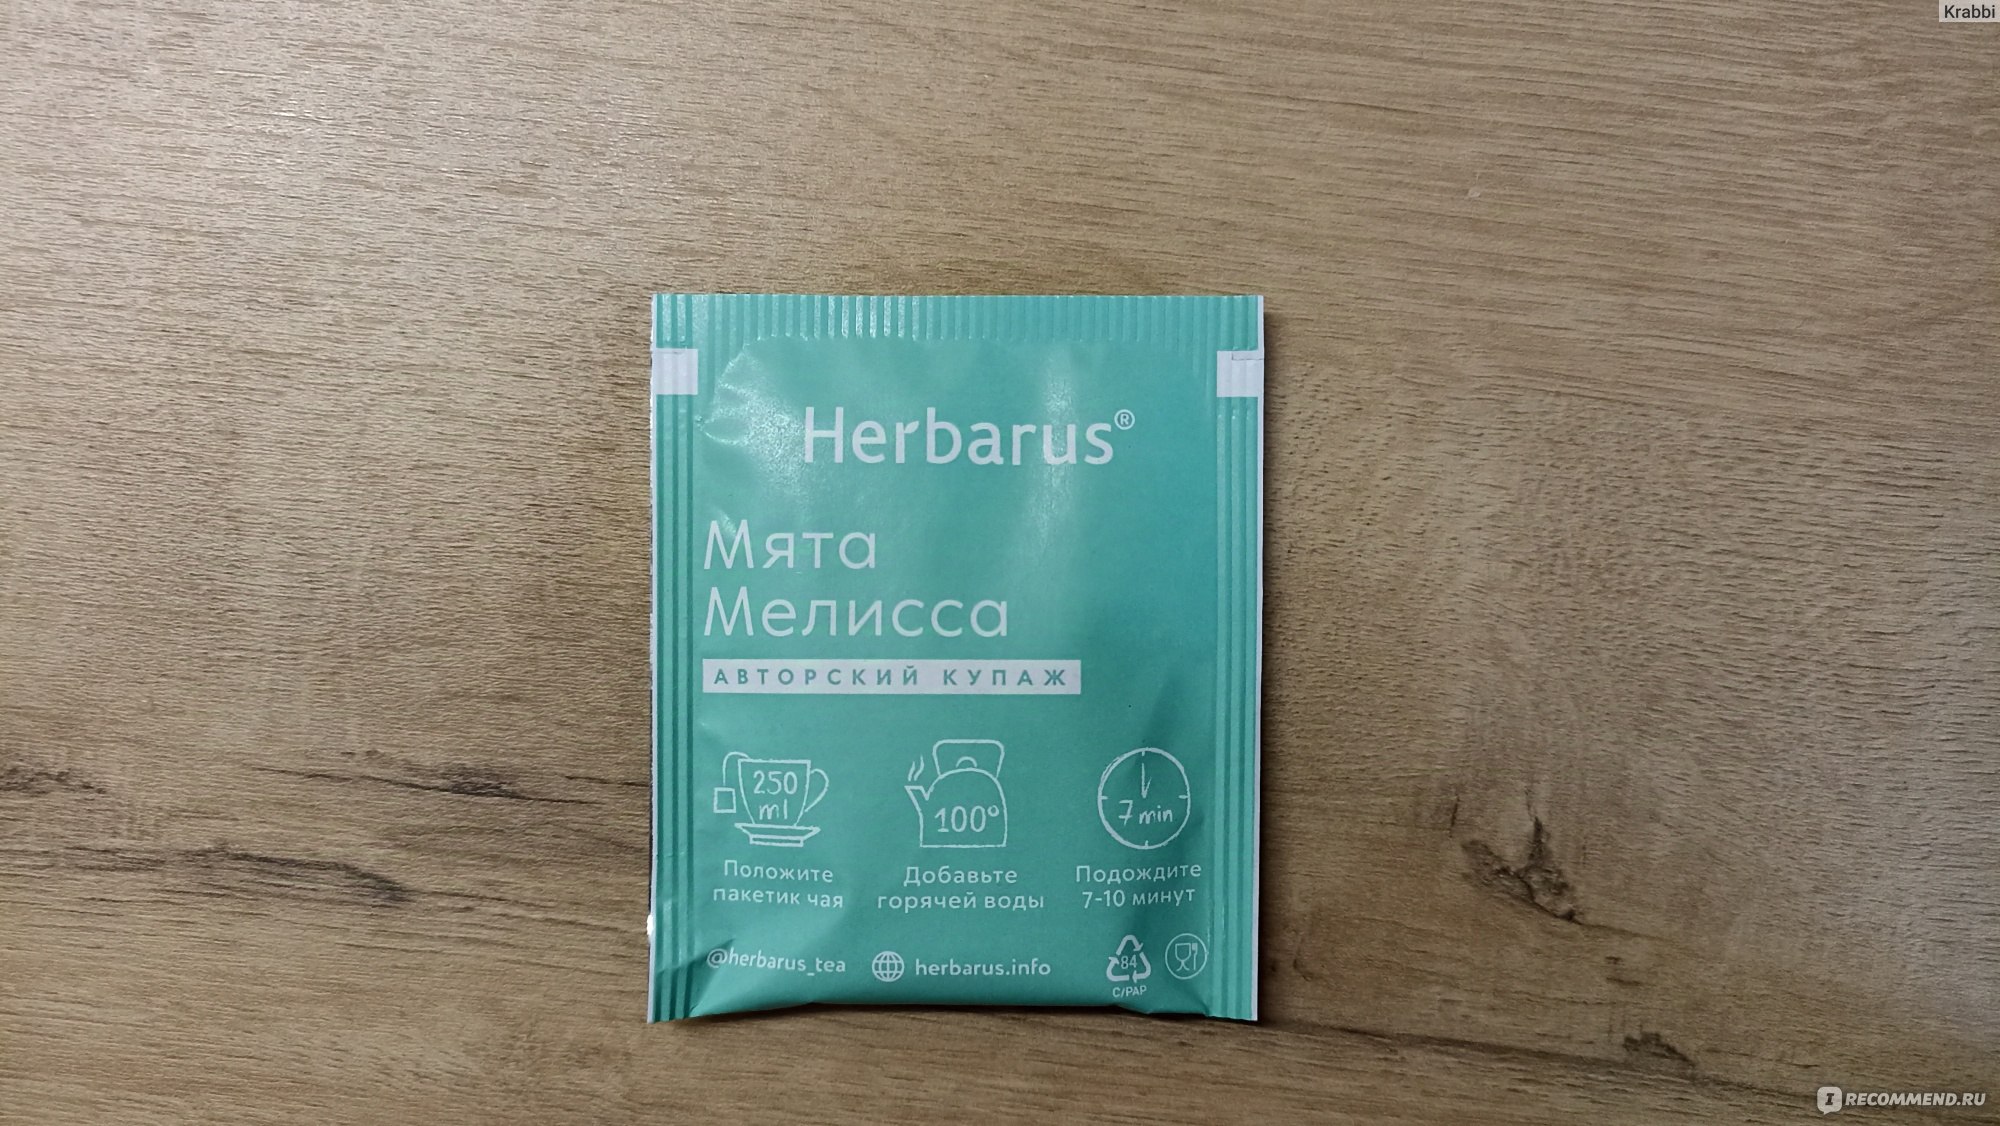 Krabbi
Herbarus®
Мята
Мелисса
АВТОРСКИЙ КУПАЖ
250
ml
100°
7 min
Положите
пакетик чая
Добавьте
горячей воды
Подождите
7-10 минут
@herbarus_tea
herbarus.info
84
C/PAP
IRECOMMEND.RU